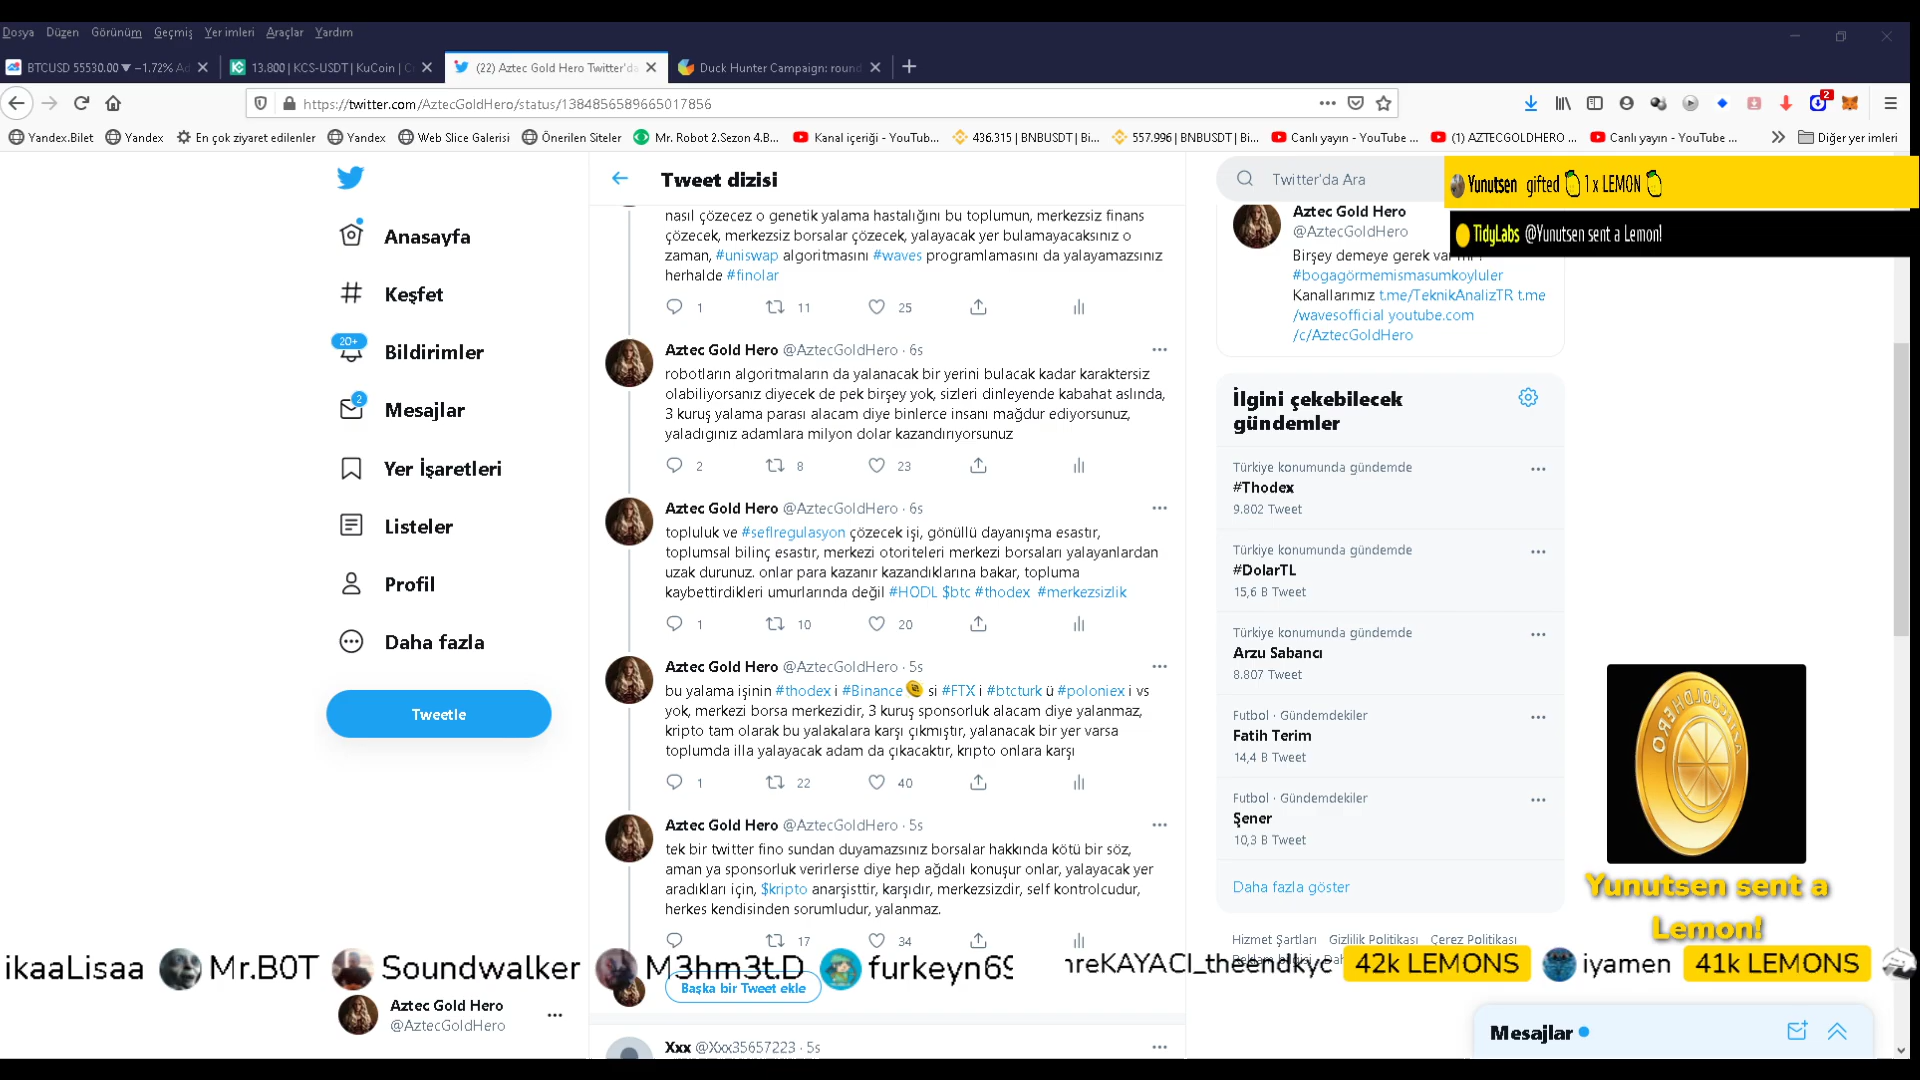 Dosya Düzen Görünüm Geçmiş Yer imleri Araçlar Yardım
BTCUSD 55530.00 ▼ −1.72% Ad
13.800 | KCS-USDT | KuCoin | C
(22) Aztec Gold Hero Twitter'da
Duck Hunter Campaign: round
https://twitter.com/AztecGoldHero/status/1384856589665017856
2
Yandex.Bilet Yandex En çok ziyaret edilenler Yandex Web Slice Galerisi Önerilen Siteler Mr. Robot 2.Sezon 4.B... Kanal içeriği - YouTu... 436.315 | BNBUSDT | Bi... 557.996 | BNBUSDT | Bi... Canlı yayın - YouTube ... (1) AZTECGOLDHERO ... Canlı yayın - YouTube ... Diğer yer imleri
Anasayfa
Keşfet
20+
Bildirimler
2
Mesajlar
Yer İşaretleri
Listeler
Profil
Daha fazla
Tweetle
Aztec Gold Hero
@AztecGoldHero
Tweet dizisi
nasıl çözecez o genetik yalama hastalığını bu toplumun, merkezsiz finans
çözecek, merkezsiz borsalar çözecek, yalayacak yer bulamayacaksınız o
zaman, #uniswap algoritmasını #waves programlamasını da yalayamazsınız
herhalde #finolar
1 11 25
Aztec Gold Hero @AztecGoldHero · 6s
robotların algoritmaların da yalanacak bir yerini bulacak kadar karaktersiz
olabiliyorsanız diyecek de pek birşey yok, sizleri dinleyende kabahat aslında,
3 kuruş yalama parası alacam diye binlerce insanı mağdur ediyorsunuz,
yaladıgınız adamlara milyon dolar kazandırıyorsunuz
2 8 23
Aztec Gold Hero @AztecGoldHero · 6s
topluluk ve #seflregulasyon çözecek işi, gönüllü dayanışma esastır,
toplumsal bilinç esastır, merkezi otoriteleri merkezi borsaları yalayanlardan
uzak durunuz. onlar para kazanır kazandıklarına bakar, topluma
kaybettirdikleri umurlarında değil #HODL $btc #thodex #merkezsizlik
1 10 20
Aztec Gold Hero @AztecGoldHero · 5s
bu yalama işinin #thodex i #Binance si #FTX i #btcturk ü #poloniex i vs
yok, merkezi borsa merkezidir, 3 kuruş sponsorluk alacam diye yalanmaz,
kripto tam olarak bu yalakalara karşı çıkmıştır, yalanacak bir yer varsa
toplumda illa yalayacak adam da çıkacaktır, kripto onlara karşı
1 22 40
Aztec Gold Hero @AztecGoldHero · 5s
tek bir twitter fino sundan duyamazsınız borsalar hakkında kötü bir söz,
aman ya sponsorluk verirlerse diye hep ağdalı konuşur onlar, yalayacak yer
aradıkları için, $kripto anarşisttir, karşıdır, merkezsizdir, self kontrolcudur,
herkes kendisinden sorumludur, yalanmaz.
17 34
Başka bir Tweet ekle
Xxx @Xxx35657223 · 5s
Twitter'da Ara
Yunutsen gifted 1 x LEMON
TidyLabs @Yunutsen sent a Lemon!
Aztec Gold Hero
@AztecGoldHero
Birşey demeye gerek var
#bogagörmemismasumkoyluler
Kanallarımız t.me/TeknikAnalizTR t.me
/wavesofficial youtube.com
/c/AztecGoldHero
İlgini çekebilecek
gündemler
Türkiye konumunda gündemde
#Thodex
9.802 Tweet
Türkiye konumunda gündemde
#DolarTL
15,6 B Tweet
Türkiye konumunda gündemde
Arzu Sabancı
8.807 Tweet
Futbol · Gündemdekiler
Fatih Terim
14,4 B Tweet
Futbol · Gündemdekiler
Şener
10,3 B Tweet
Daha fazla göster
Hizmet Şartları Gizlilik Politikası Çerez Politikası
AZTECGOLDHERO
Yunutsen sent a
Lemon!
ikaaLisaa Mr.B0T Soundwalker M3hm3t.D furkeyn69 hreKAYACI_theendkyc 42k LEMONS iyamen 41k LEMONS
Mesajlar